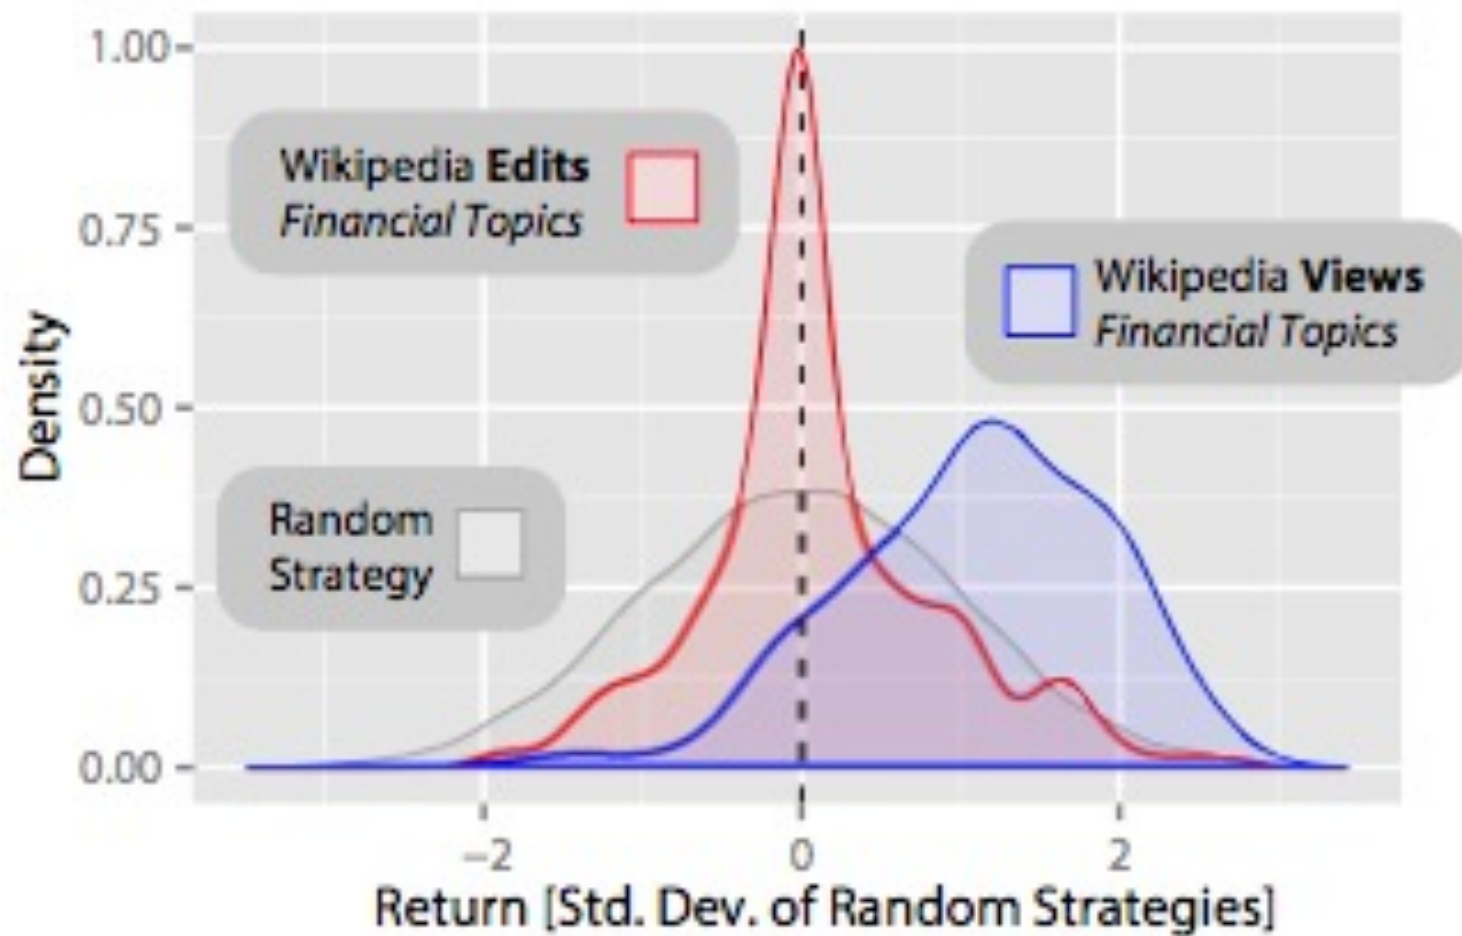 1.00
Wikipedia Edits
Financial Topics
0.75
Wikipedia Views
Financial Topics
Density
0.50
Random
Strategy
0.25
0.00
−2
0
2
Return [Std. Dev. of Random Strategies]